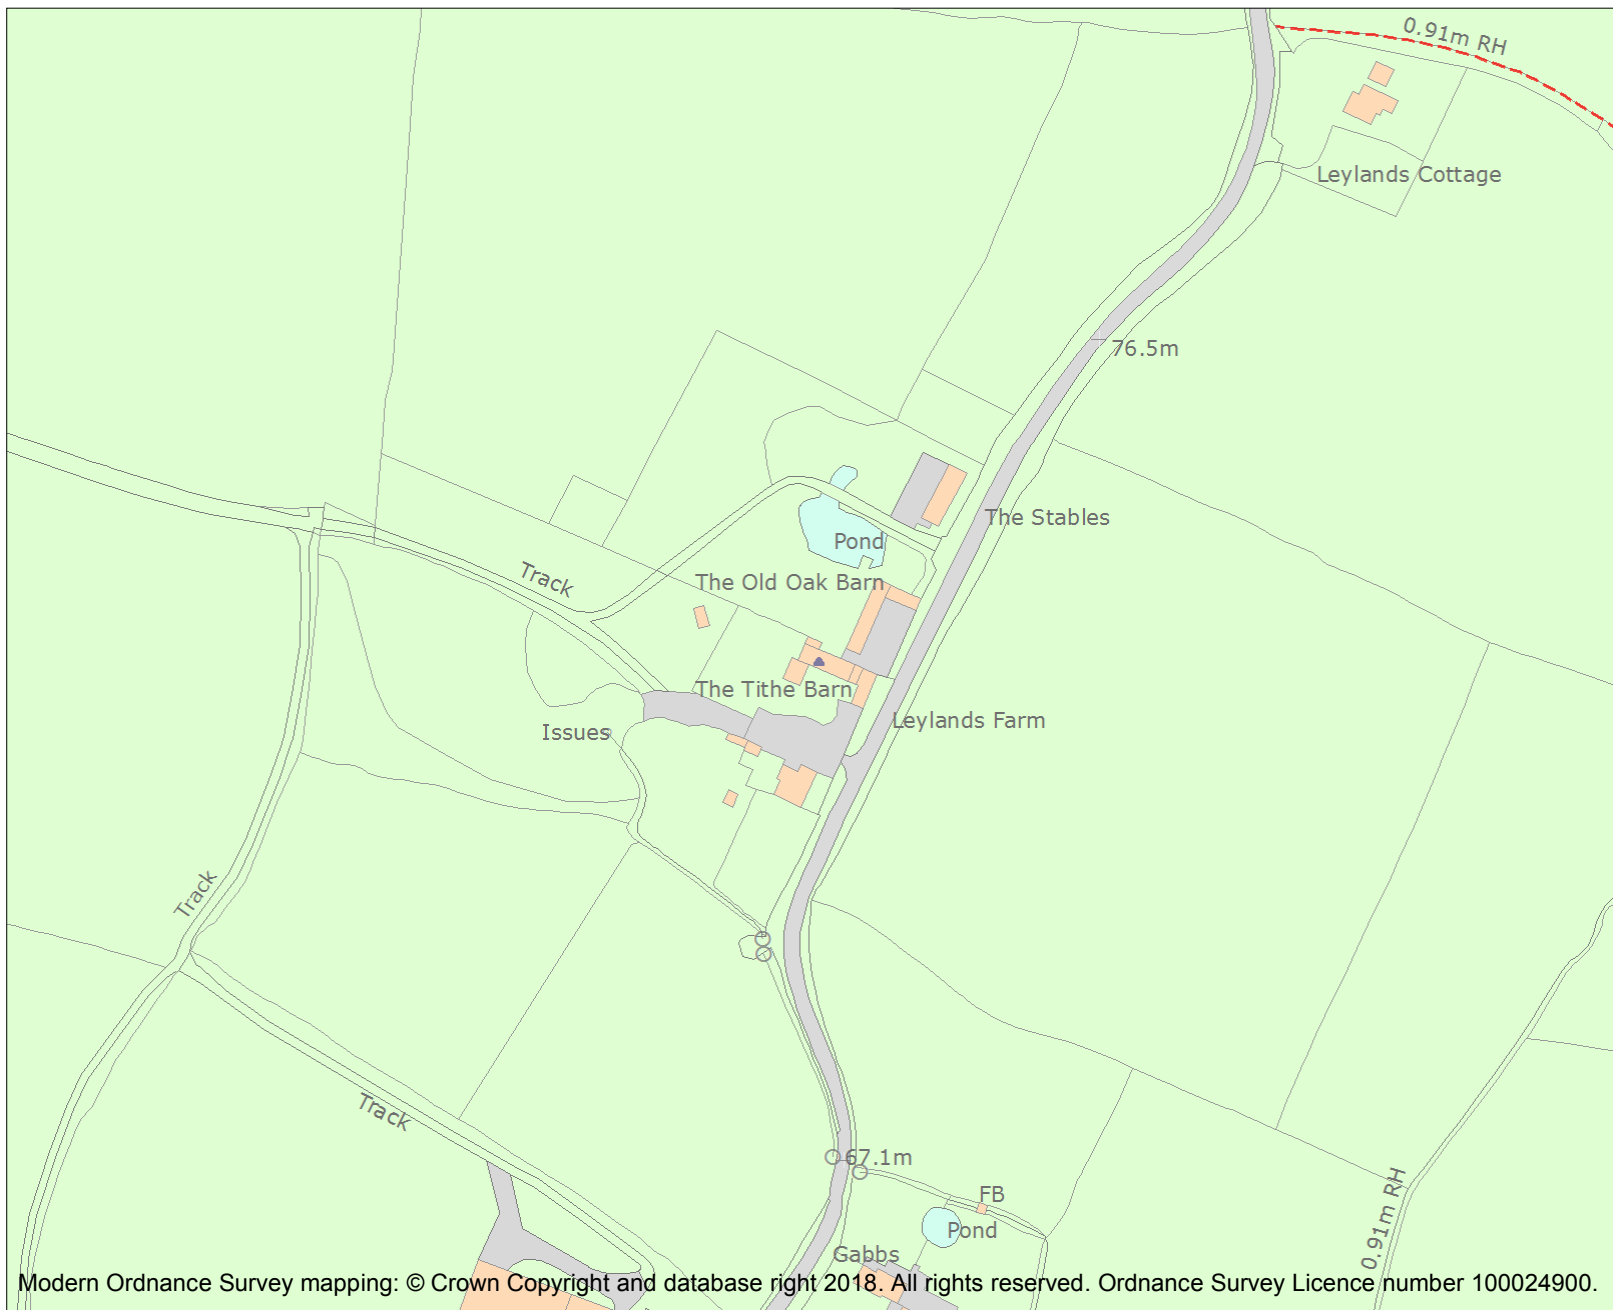 0.91m RH
Leylands Cottage
76.5m
The Stables
Pond
Track
The Old Oak Barn
The Tithe Barn
Leylands Farm
Issues
Track
Track
67.1m
FB
Pond
0.91m RH
Gabbs
Modern Ordnance Survey mapping: © Crown Copyright and database right 2018. All rights reserved. Ordnance Survey Licence number 100024900.